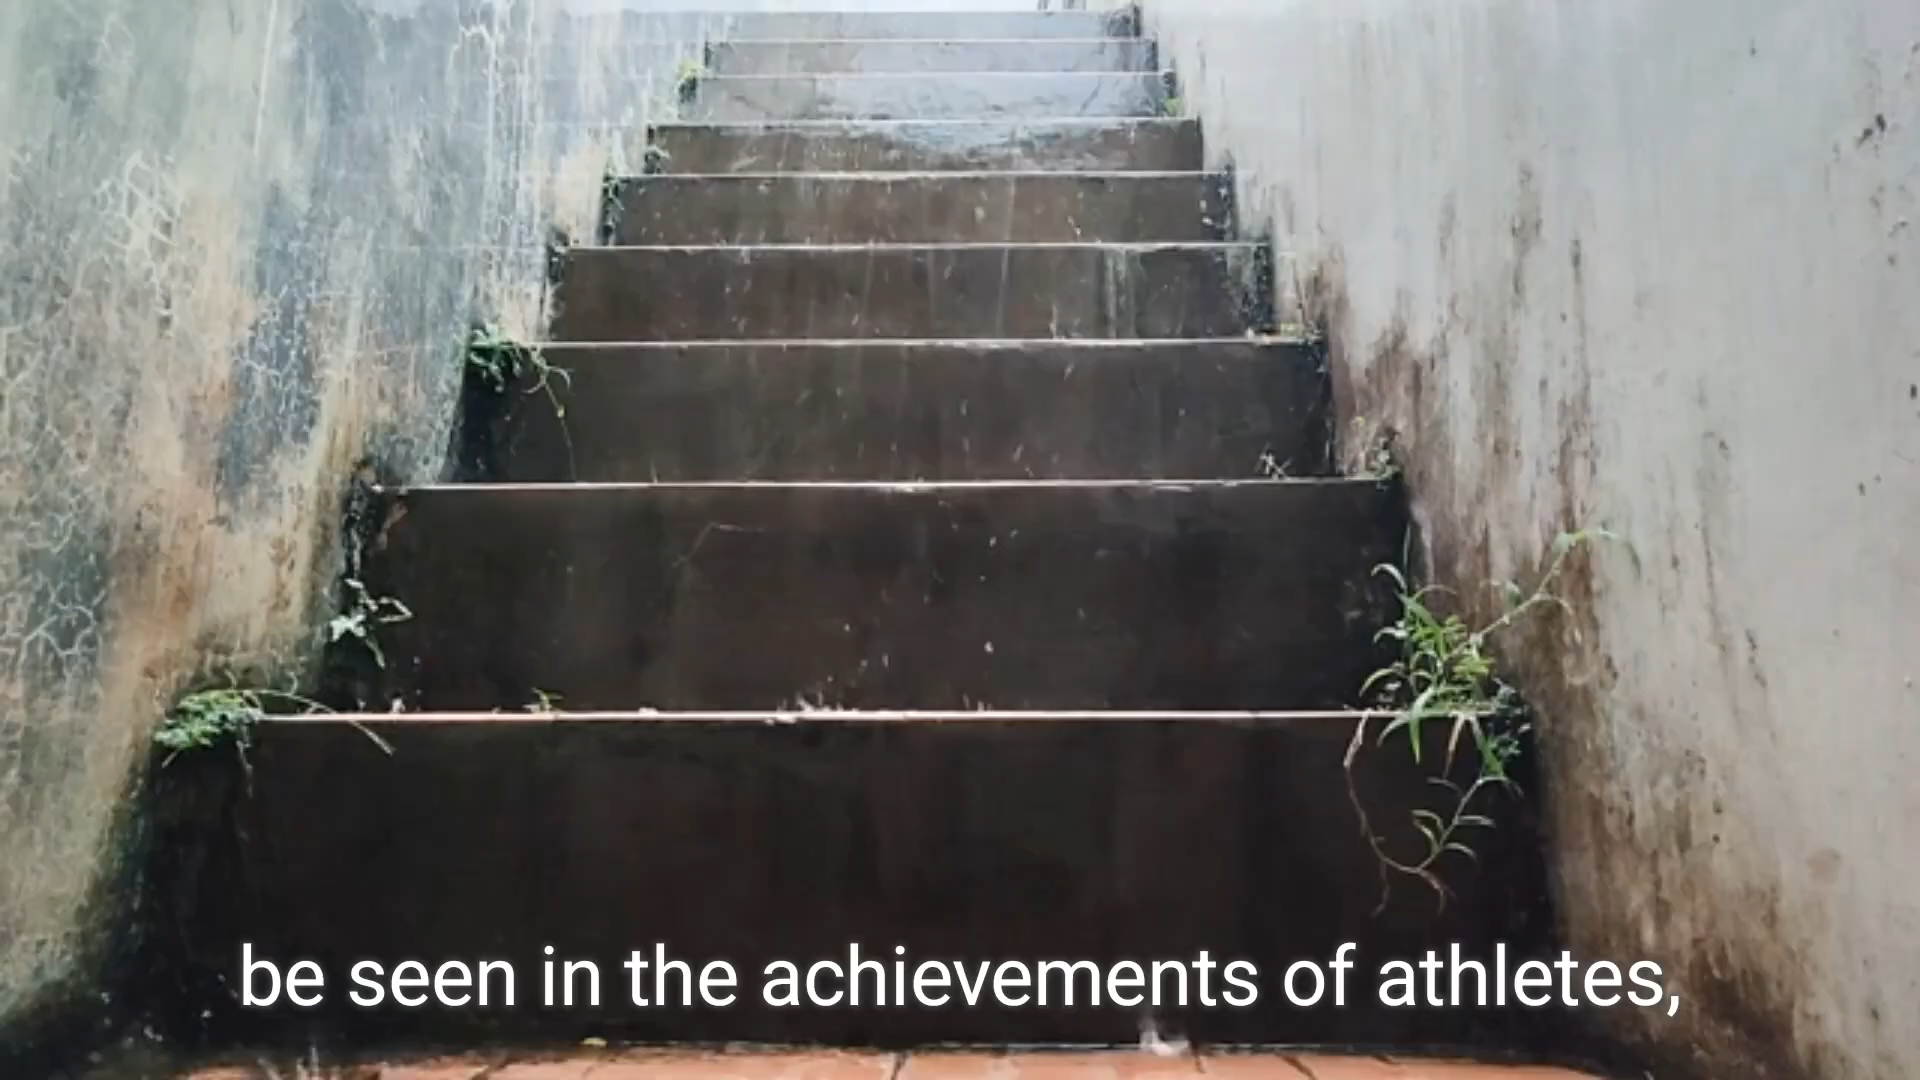 be seen in the achievements of athletes,